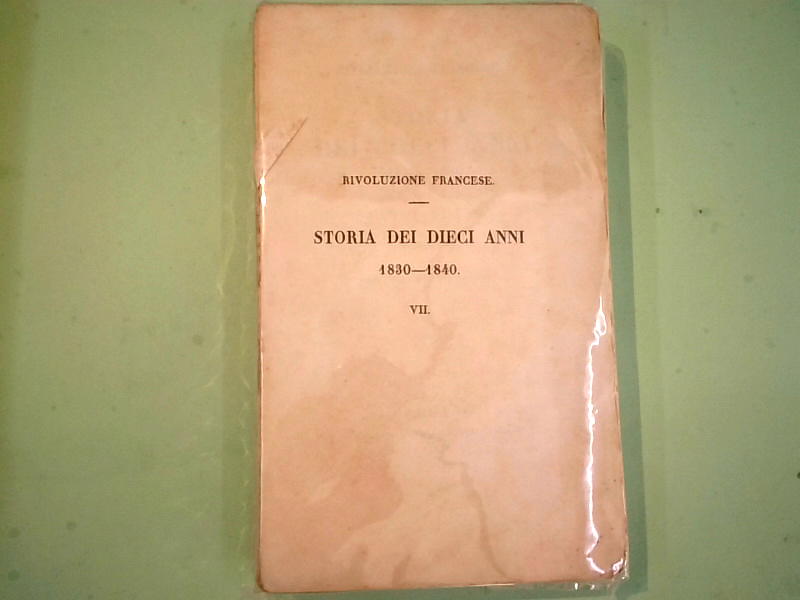 RIVOLUZIONE FRANCESE.
STORIA DEI DIECI ANNI
1830—1840.
VII.